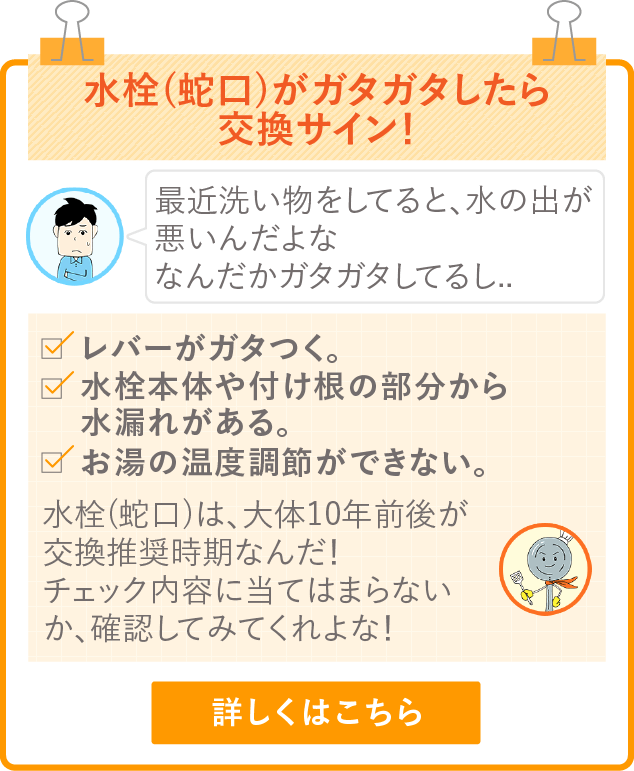 水栓(蛇口)がガタガタしたら
交換サイン!
最近洗い物をしてると、水の出が
悪いんだよな
なんだかガタガタしてるし..
レバーがガタつく。
水栓本体や付け根の部分から
水漏れがある。
お湯の温度調節ができない。
水栓(蛇口)は、大体10年前後が
交換推奨時期なんだ!
チェック内容に当てはまらない
か、確認してみてくれよな!
詳しくはこちら